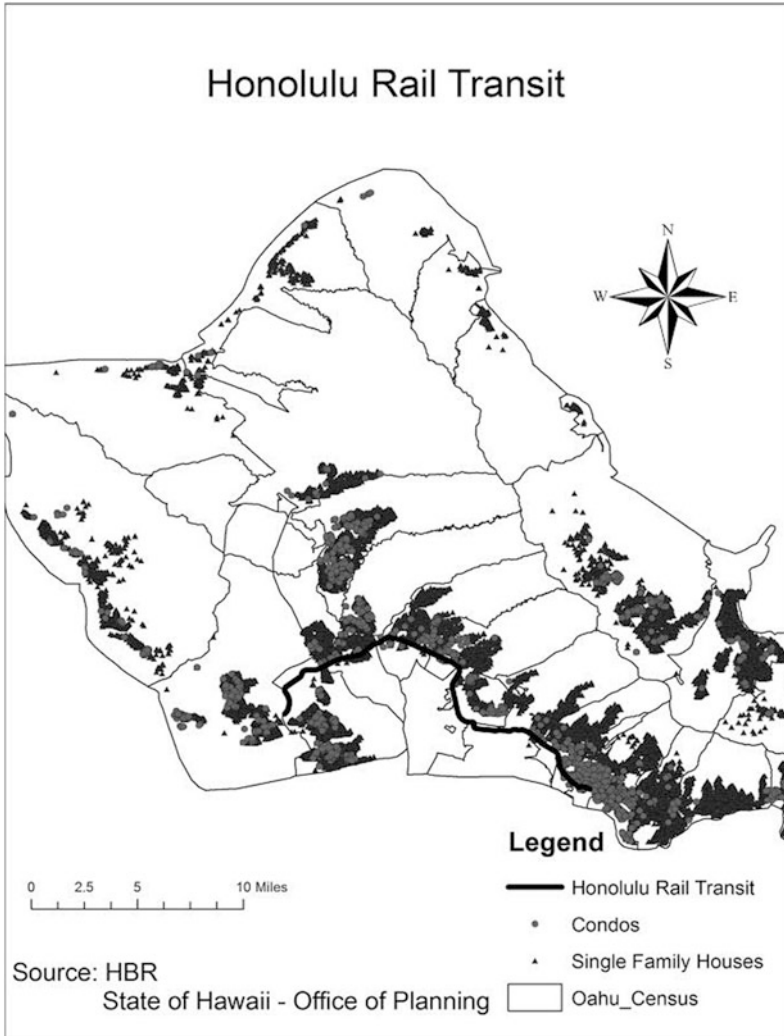 Honolulu Rail Transit
N
W
E
S
Legend
0 2.5 5 10 Miles
Honolulu Rail Transit
Condos
Single Family Houses
Oahu_Census
Source: HBR
State of Hawaii - Office of Planning